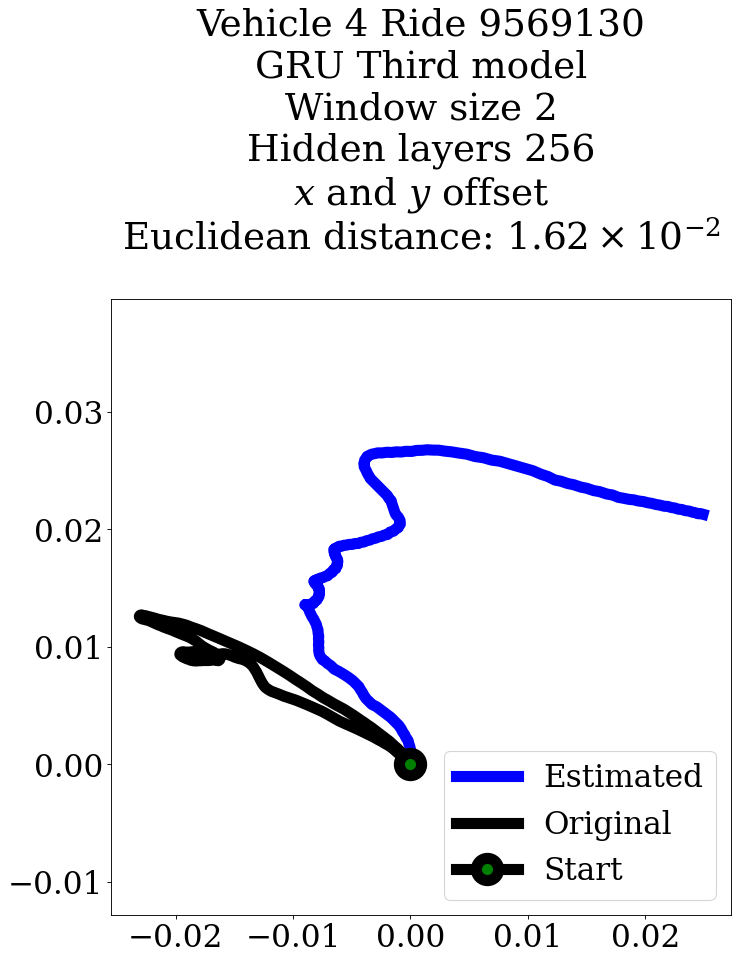 Vehicle 4 Ride 9569130
GRU Third model
Window size 2
Hidden layers 256
x and y offset
Euclidean distance: 1.62 × 10⁻²
0.03
0.02
0.01
0.00
−0.01
−0.02 −0.01 0.00 0.01 0.02
Estimated
Original
Start